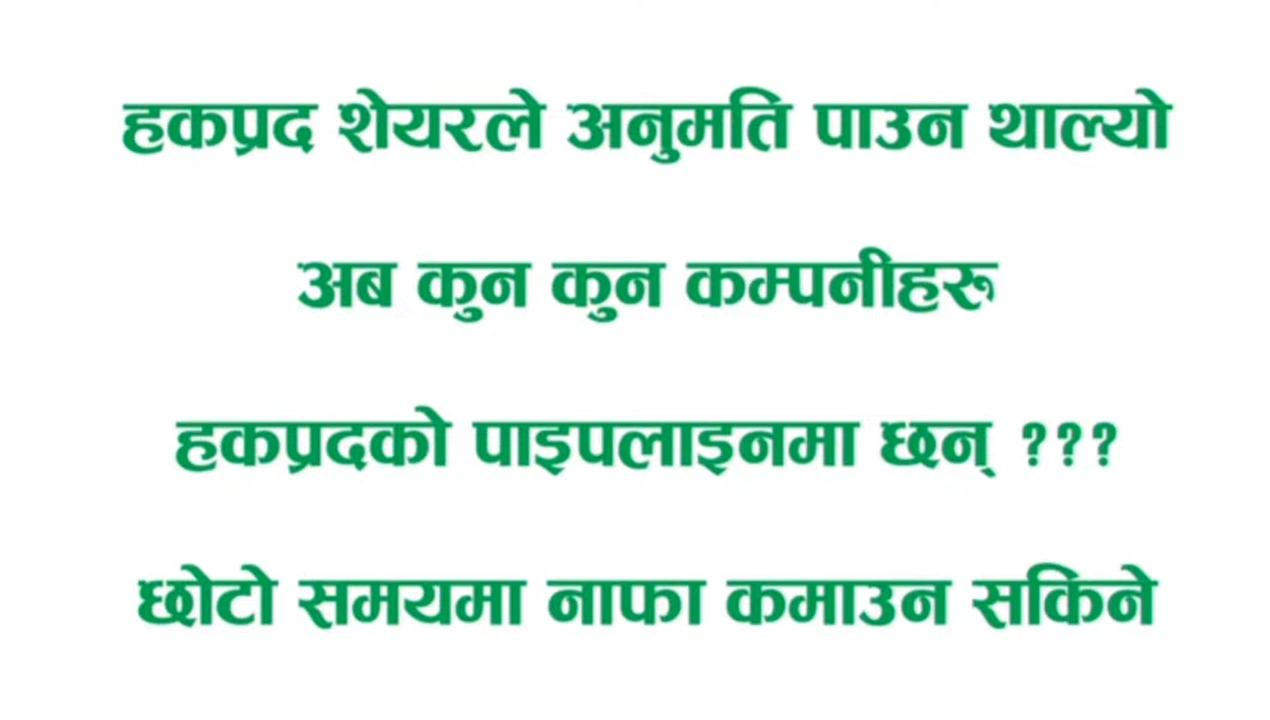 हकप्रद शेयरले अनुमति पाउन थाल्यो
अब कुन कुन कम्पनीहरु
हकप्रदको पाइपलाइनमा छन् ???
छोटो समयमा नाफा कमाउन सकिने